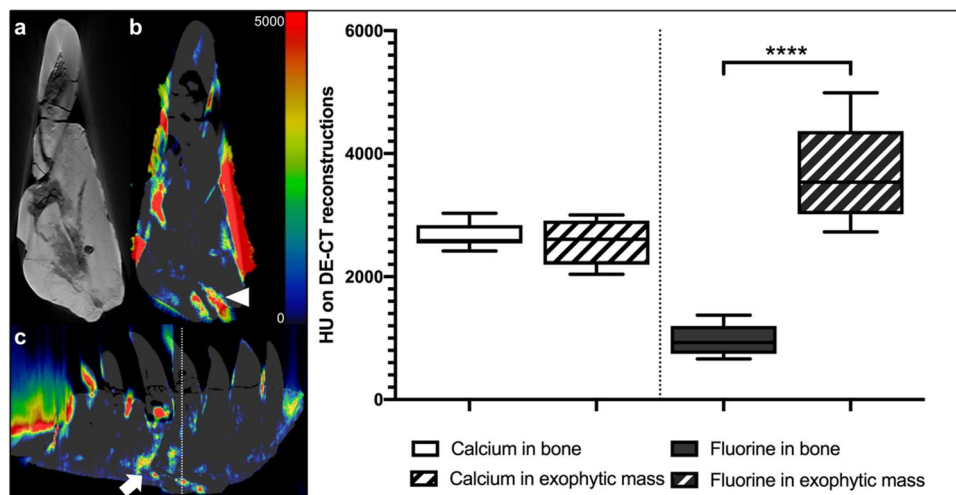 a
b
5000
0
c
HU on DE-CT reconstructions
6000
4000
2000
0
****
Calcium in bone
Calcium in exophytic mass
Fluorine in bone
Fluorine in exophytic mass